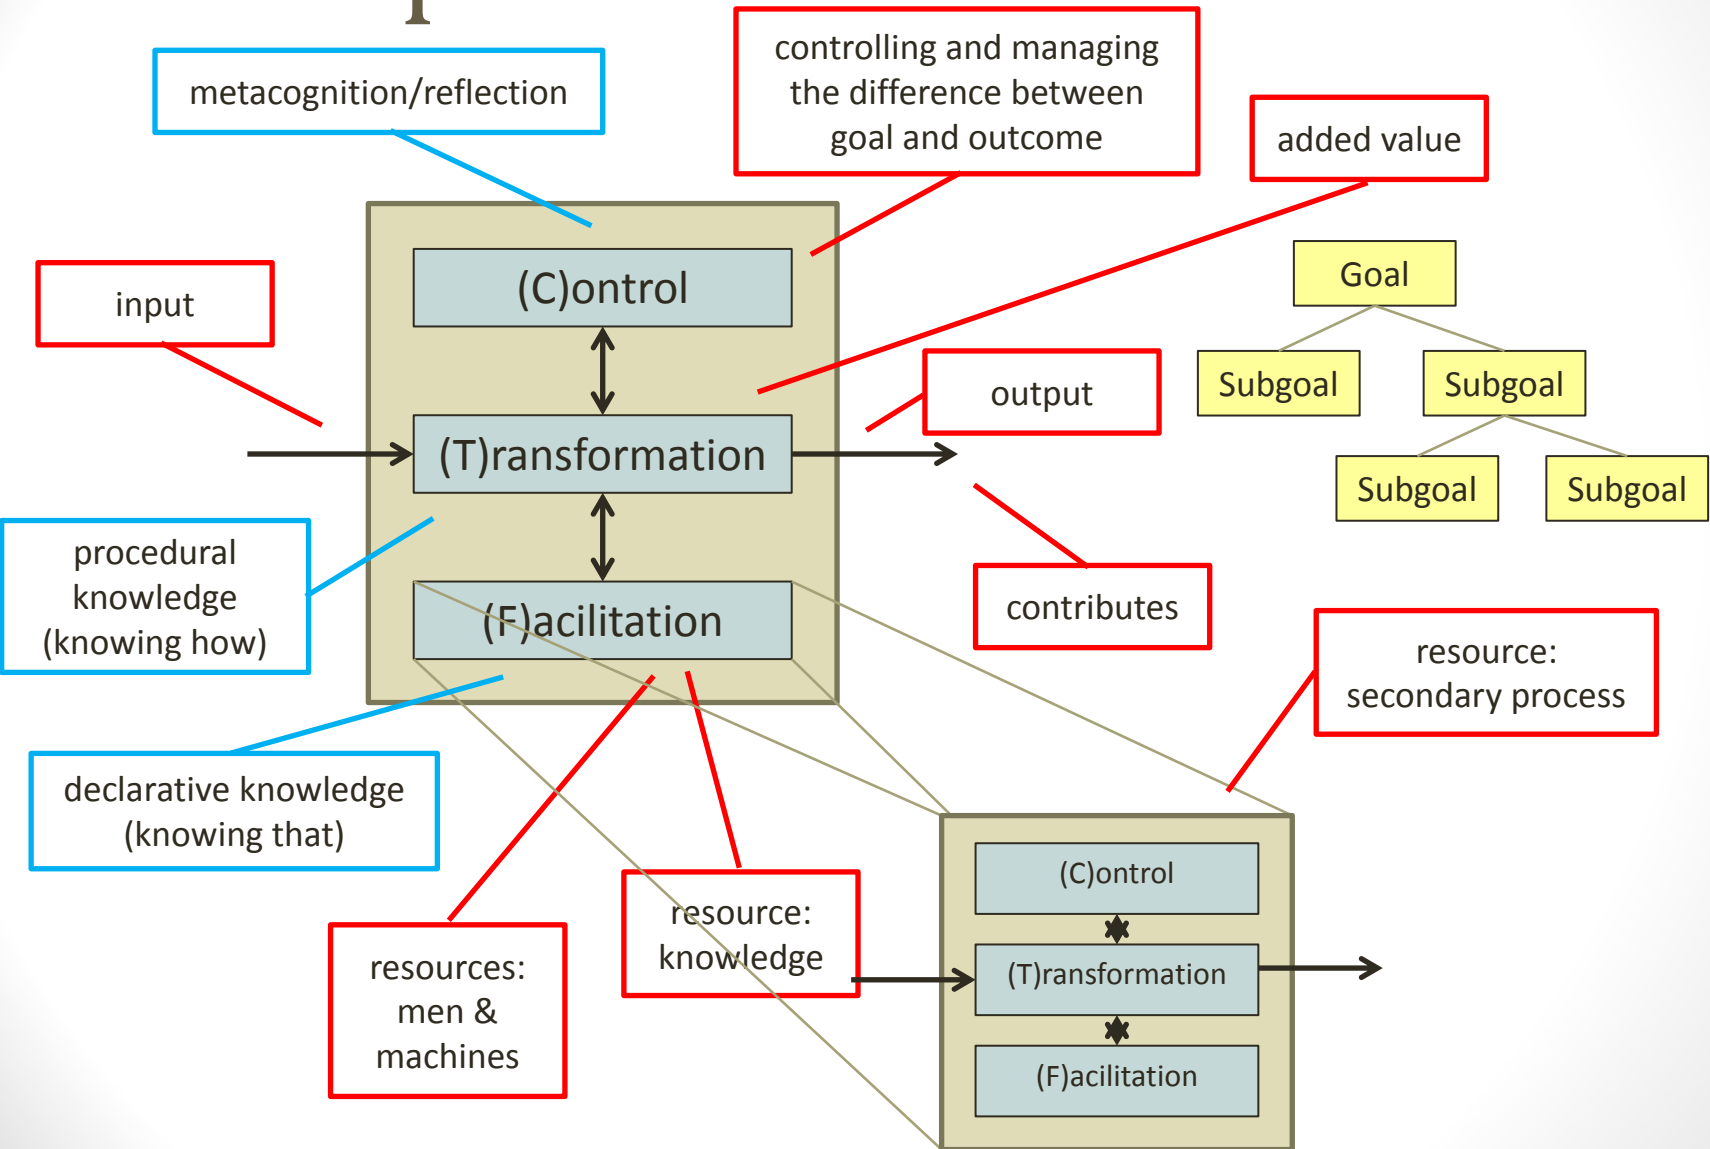 metacognition/reflection
controlling and managing
the difference between
goal and outcome
added value
input
(C)ontrol
Goal
output
Subgoal
Subgoal
(T)ransformation
Subgoal
Subgoal
procedural
knowledge
(knowing how)
(F)acilitation
contributes
resource:
secondary process
declarative knowledge
(knowing that)
resource:
knowledge
resources:
men &
machines
(C)ontrol
(T)ransformation
(F)acilitation